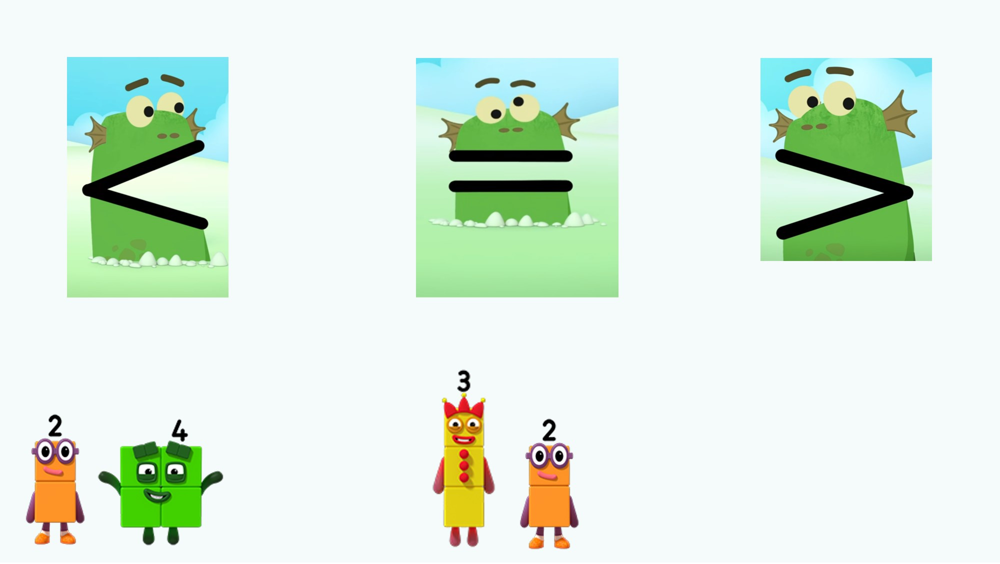 < = >
3
2 4 2